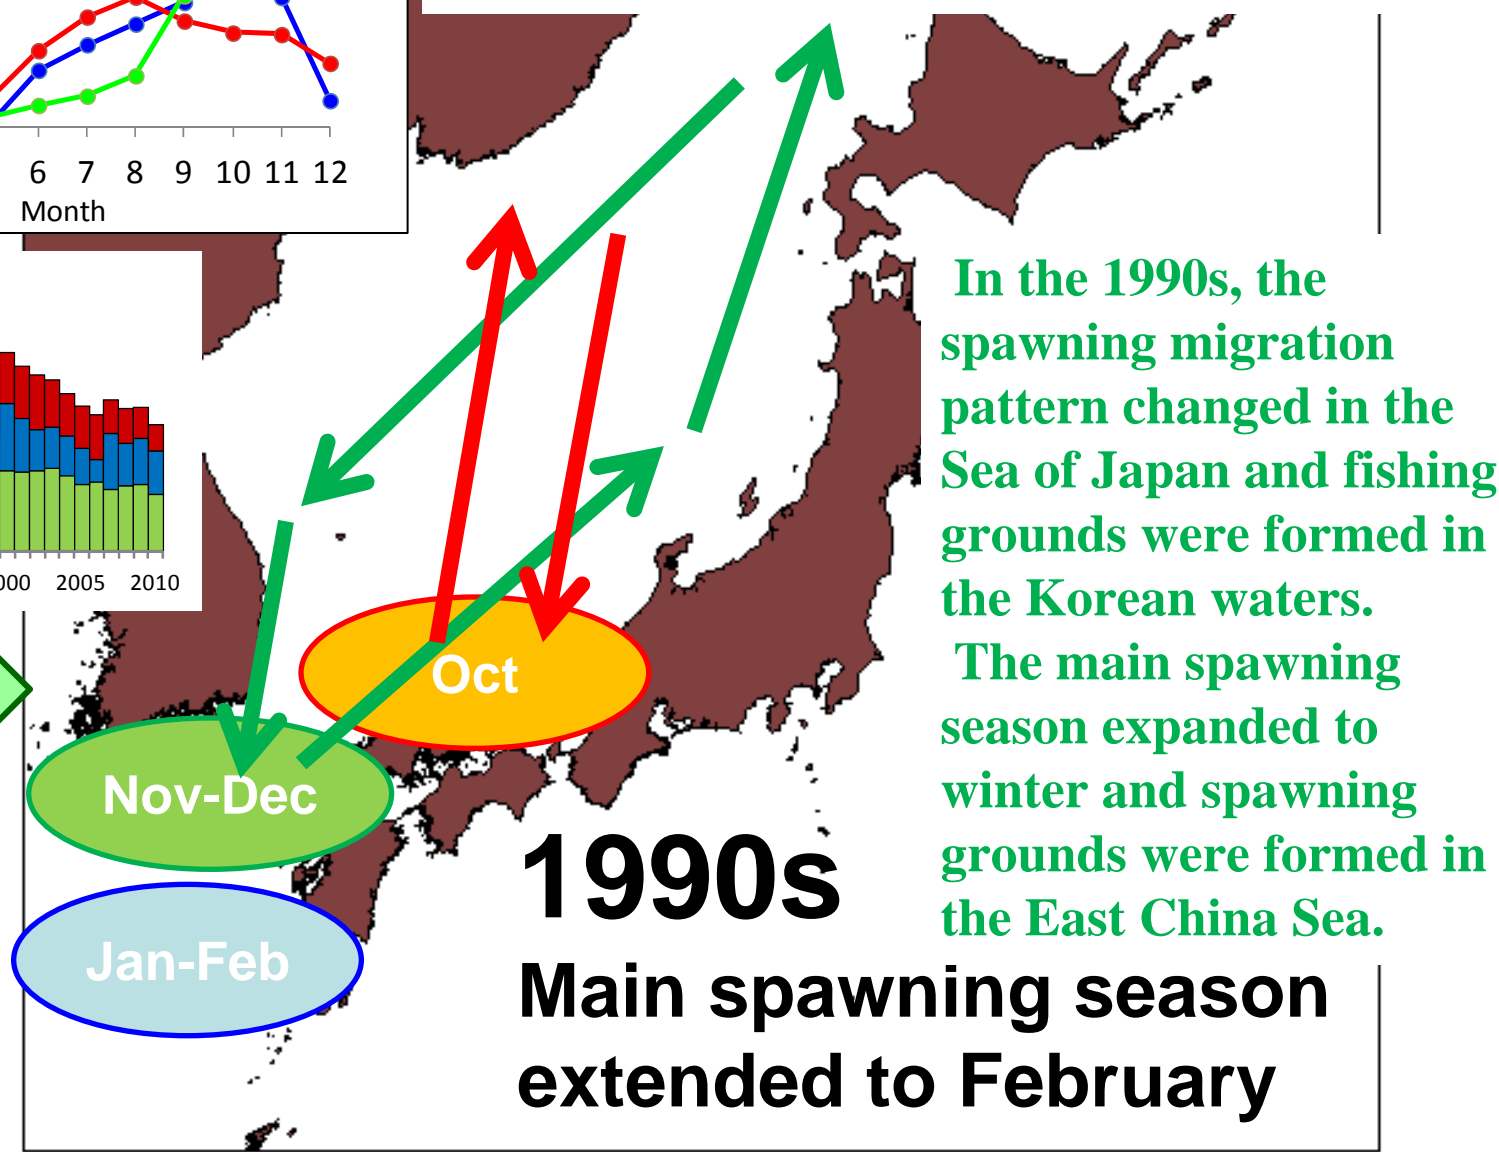 6 7 8 9 10 11 12
Month
2005 2010
In the 1990s, the
spawning migration
pattern changed in the
Sea of Japan and fishing
grounds were formed in
the Korean waters.
The main spawning
season expanded to
winter and spawning
grounds were formed in
the East China Sea.
Oct
Nov-Dec
Jan-Feb
1990s
Main spawning season
extended to February